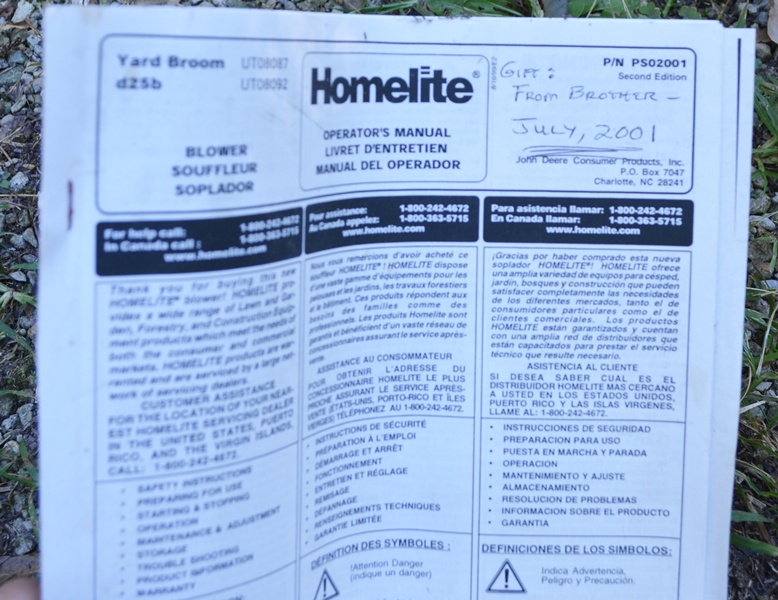 Yard Broom UT08087
d25b UT08092
BLOWER
SOUFFLEUR
SOPLADOR
Homelite®
OPERATOR'S MANUAL
LIVRET D'ENTRETIEN
MANUAL DEL OPERADOR
GIFT:
FROM BROTHER —
JULY, 2001
P/N PS02001
Second Edition
John Deere Consumer Products, Inc.
P.O. Box 7047
Charlotte, NC 28241
For help call: 1-800-242-4672
In Canada call : 1-800-363-5715
www.homelite.com
Thank you for buying this new
HOMELITE® blower! HOMELITE pro-
vides a wide range of Lawn & Gar-
den, Forestry, and Construction Equip-
ment products which meet the needs of
both the consumer and commercial
markets. HOMELITE products are war-
ranted and are serviced by a large net-
work of servicing dealers.
CUSTOMER ASSISTANCE
FOR THE LOCATION OF YOUR NEAR-
EST HOMELITE SERVICING DEALER
IN THE UNITED STATES, PUERTO
RICO, AND THE VIRGIN ISLANDS,
CALL: 1-800-242-4672.
• SAFETY INSTRUCTIONS
• PREPARING FOR USE
• STARTING & STOPPING
• OPERATION
• MAINTENANCE & ADJUSTMENT
• STORAGE
• TROUBLE SHOOTING
• PRODUCT INFORMATION
• WARRANTY
Pour assistance: 1-800-242-4672
Au Canada appelez: 1-800-363-5715
www.homelite.com
Nous vous remercions d'avoir acheté ce
souffleur HOMELITE® ! HOMELITE dispose
d'une vaste gamme d'équipements pour les
pelouses et les jardins, les travaux forestiers
et le bâtiment. Ces produits répondent aux
besoins des familles comme des
professionnels. Les produits Homelite sont
garantis et bénéficient d'un vaste réseau de
concessionnaires assurant le service après-
ASSISTANCE AU CONSOMMATEUR
POUR OBTENIR L'ADRESSE DU
CONCESSIONNAIRE HOMELITE LE PLUS
PROCHE ASSURANT LE SERVICE APRÈS-
VENTE (ETATS-UNIS, PORTO-RICO ET ÎLES
VIERGES) TÉLÉPHONEZ AU 1-800-242-4672.
• INSTRUCTIONS DE SÉCURITÉ
• PRÉPARATION À L'EMPLOI
• DÉMARRAGE ET ARRÊT
• FONCTIONNEMENT
• ENTRETIEN ET RÉGLAGE
• REMISAGE
• DÉPANNAGE
• RENSEIGNEMENTS TECHNIQUES
• GARANTIE LIMITÉE
DÉFINITION DES SYMBOLES :
!Attention Danger
(indique un danger)
Para asistencia llamar: 1-800-242-4672
En Canada llamar: 1-800-363-5715
www.homelite.com
¡Gracias por haber comprado esta nueva
soplador HOMELITE®! HOMELITE ofrece
una amplia variedad de equipos para césped,
jardin, bosques y construcción que pueden
satisfacer completamente las necesidades
de los diferentes mercados, tanto el de
consumidores particulares como el de
clientes comerciales. Los productos
HOMELITE están garantizados y cuentan
con una amplia red de distribuidores que
están capacitados para prestar el servicio
técnico que resulte necesario.
ASISTENCIA AL CLIENTE
SI DESEA SABER CUAL ES EL
DISTRIBUIDOR HOMELITE MAS CERCANO
A USTED EN LOS ESTADOS UNIDOS,
PUERTO RICO Y LAS ISLAS VIRGENES,
LLAME AL: 1-800-242-4672.
• INSTRUCCIONES DE SEGURIDAD
• PREPARACION PARA USO
• PUESTA EN MARCHA Y PARADA
• OPERACION
• MANTENIMIENTO Y AJUSTE
• ALMACENAMIENTO
• RESOLUCION DE PROBLEMAS
• INFORMACION SOBRE EL PRODUCTO
• GARANTIA
DEFINICIONES DE LOS SIMBOLOS:
Indica Advertencia,
Peligro y Precaución.